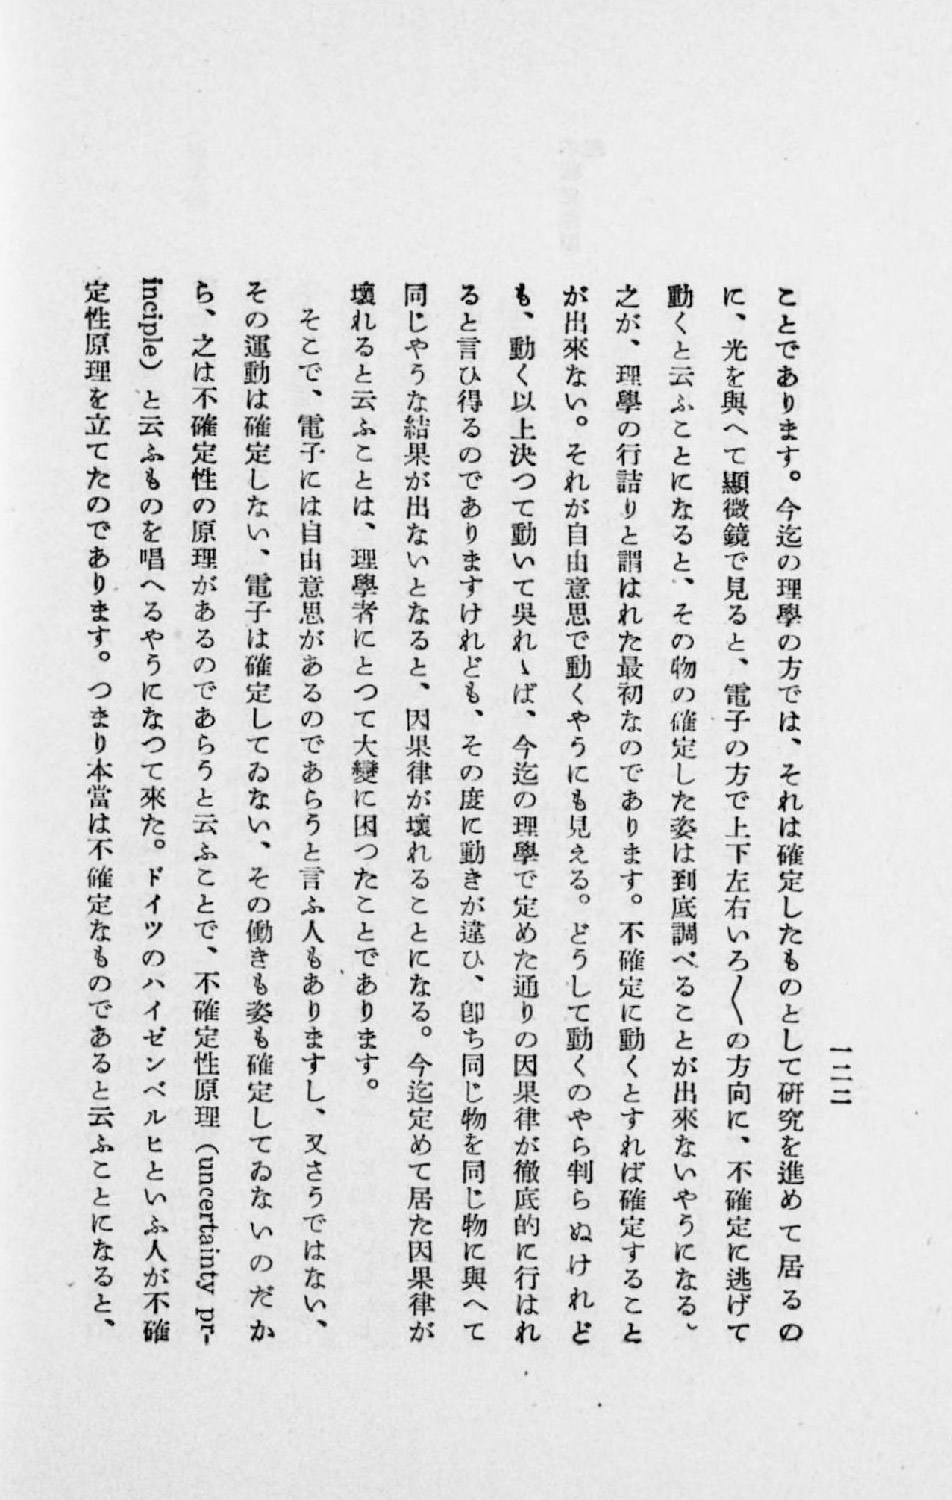 一二二
ことであります。今迄の理學の方では、それは確定したものとして研究を進めて居るの
に、光を與へて顯微鏡で見ると、電子の方で上下左右いろ〱の方向に、不確定に逃げて
動くと云ふことになると、その物の確定した姿は到底調べることが出來ないやうになる、
之が、理學の行詰りと謂はれた最初なのであります。不確定に動くとすれば確定すること
が出來ない。それが自由意思で動くやうにも見える。どうして動くのやら判らぬけれど
も、動く以上決つて動いて吳れゝば、今迄の理學で定めた通りの因果律が徹底的に行はれ
ると言ひ得るのでありますけれども、その度に動きが違ひ、卽ち同じ物を同じ物に與へて
同じやうな結果が出ないとなると、因果律が壞れることになる。今迄定めて居た因果律が
壞れると云ふことは、理學者にとつて大變に困つたことであります。
そこで、電子には自由意思があるのであらうと言ふ人もありますし、又さうではない、
その運動は確定しない、電子は確定してゐない、その働きも姿も確定してゐないのだか
ら、之は不確定性の原理があるのであらうと云ふことで、不確定性原理（uncertainty pr-
inciple）と云ふものを唱へるやうになつて來た。ドイツのハイゼンベルヒといふ人が不確
定性原理を立てたのであります。つまり本當は不確定なものであると云ふことになると、